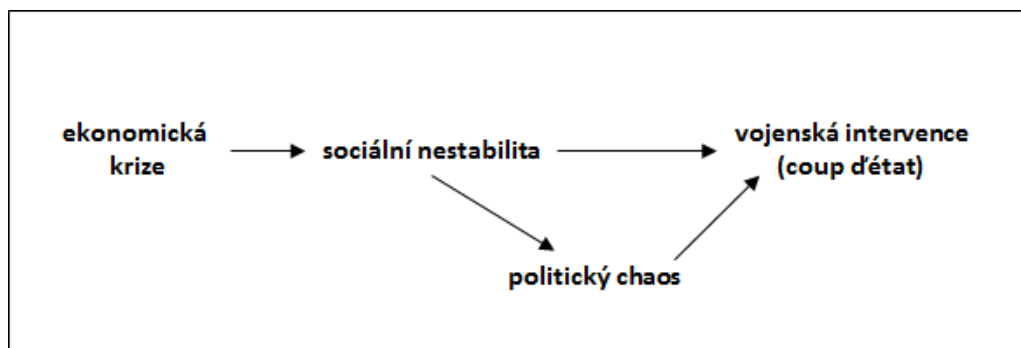 ekonomická
krize
sociální nestabilita
vojenská intervence
(coup ďétat)
politický chaos